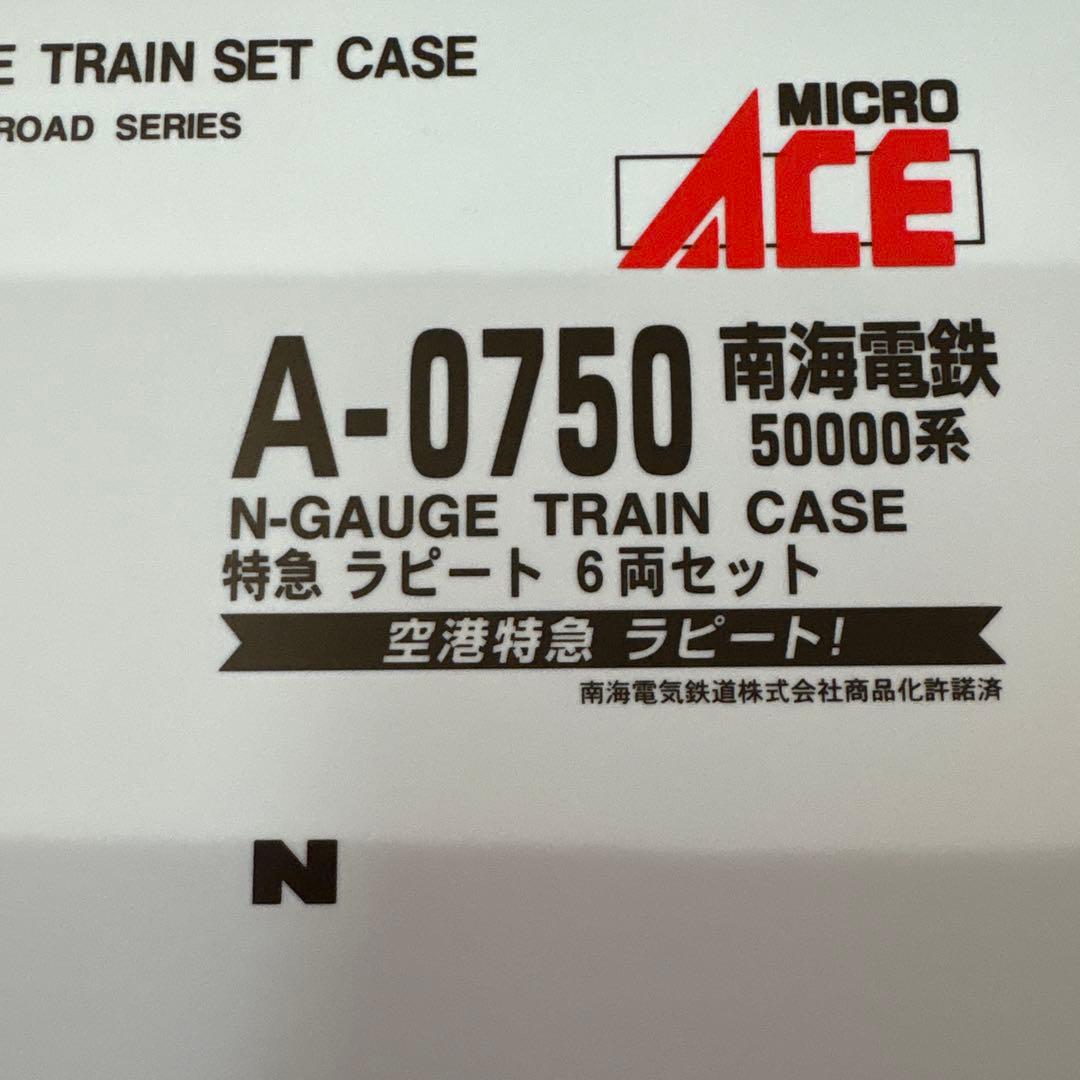 E TRAIN SET CASE
ROAD SERIES
MICRO
ACE
A-0750 南海電鉄
50000系
N-GAUGE TRAIN CASE
特急 ラピート 6両セット
空港特急 ラピート!
南海電気鉄道株式会社商品化許諾済
N